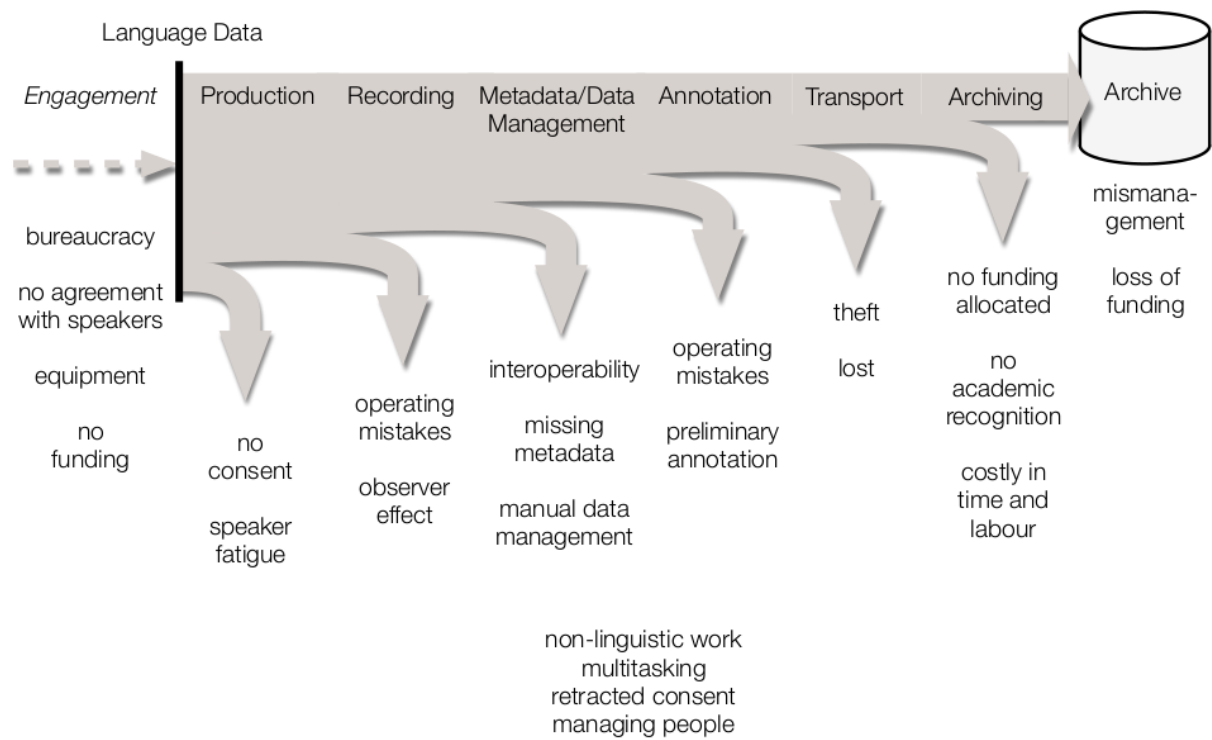 Language Data
Engagement
Production
Recording
Metadata/Data
Management
Annotation
Transport
Archiving
Archive
bureaucracy
no agreement
with speakers
equipment
no
funding
no
consent
speaker
fatigue
operating
mistakes
observer
effect
interoperability
missing
metadata
manual data
management
operating
mistakes
preliminary
annotation
theft
lost
no funding
allocated
no
academic
recognition
costly in
time and
labour
mismana-
gement
loss of
funding
non-linguistic work
multitasking
retracted consent
managing people